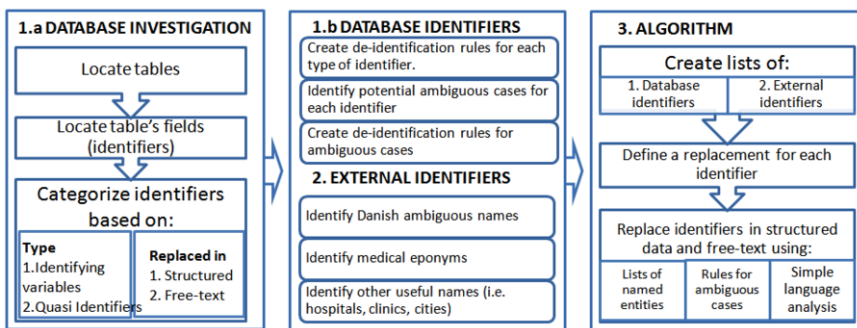 1.a DATABASE INVESTIGATION
Locate tables
Locate table's fields
(identifiers)
Categorize identifiers
based on:
Type
1.Identifying
variables
2.Quasi Identifiers
Replaced in
1. Structured
2. Free-text
1.b DATABASE IDENTIFIERS
Create de-identification rules for each
type of identifier.
Identify potential ambiguous cases for
each identifier
Create de-identification rules for
ambiguous cases
2. EXTERNAL IDENTIFIERS
Identify Danish ambiguous names
Identify medical eponyms
Identify other useful names (i.e.
hospitals, clinics, cities)
3. ALGORITHM
Create lists of:
1. Database
identifiers
2. External
identifiers
Define a replacement for each
identifier
Replace identifiers in structured
data and free-text using:
Lists of
named
entities
Rules for
ambiguous
cases
Simple
language
analysis